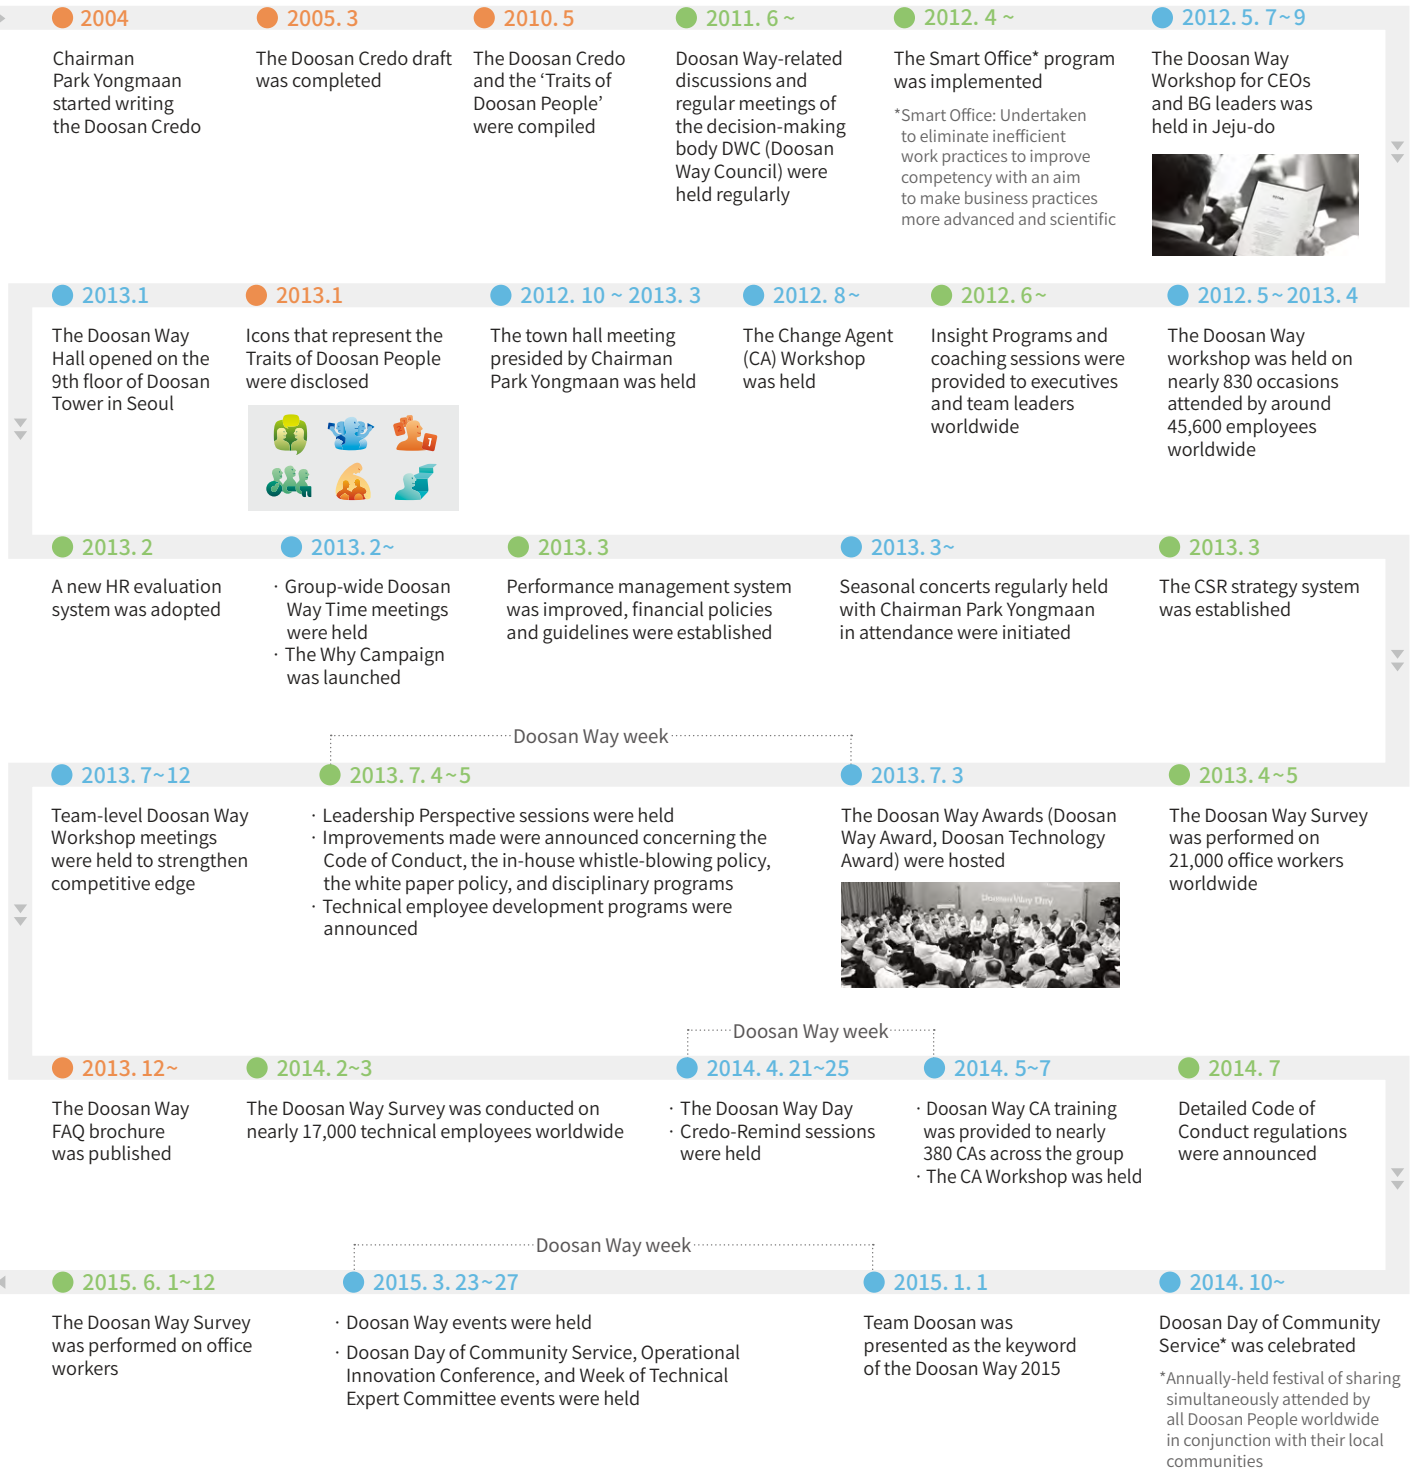 2004
Chairman
Park Yongmaan
started writing
the Doosan Credo
2005. 3
The Doosan Credo draft
was completed
2010. 5
The Doosan Credo
and the ‘Traits of
Doosan People’
were compiled
2011. 6 ~
Doosan Way-related
discussions and
regular meetings of
the decision-making
body DWC (Doosan
Way Council) were
held regularly
2012. 4 ~
The Smart Office* program
was implemented
*Smart Office: Undertaken
to eliminate inefficient
work practices to improve
competency with an aim
to make business practices
more advanced and scientific
2012. 5. 7~9
The Doosan Way
Workshop for CEOs
and BG leaders was
held in Jeju-do
2013.1
The Doosan Way
Hall opened on the
9th floor of Doosan
Tower in Seoul
2013.1
Icons that represent the
Traits of Doosan People
were disclosed
1
2012. 10 ~ 2013. 3
The town hall meeting
presided by Chairman
Park Yongmaan was held
2012. 8~
The Change Agent
(CA) Workshop
was held
2012. 6~
Insight Programs and
coaching sessions were
provided to executives
and team leaders
worldwide
2012. 5~2013. 4
The Doosan Way
workshop was held on
nearly 830 occasions
attended by around
45,600 employees
worldwide
2013. 2
A new HR evaluation
system was adopted
2013. 2~
· Group-wide Doosan
Way Time meetings
were held
· The Why Campaign
was launched
2013. 3
Performance management system
was improved, financial policies
and guidelines were established
2013. 3~
Seasonal concerts regularly held
with Chairman Park Yongmaan
in attendance were initiated
2013. 3
The CSR strategy system
was established
Doosan Way week
2013. 7~12
Team-level Doosan Way
Workshop meetings
were held to strengthen
competitive edge
2013. 7. 4~5
· Leadership Perspective sessions were held
· Improvements made were announced concerning the
Code of Conduct, the in-house whistle-blowing policy,
the white paper policy, and disciplinary programs
· Technical employee development programs were
announced
2013. 7. 3
The Doosan Way Awards (Doosan
Way Award, Doosan Technology
Award) were hosted
Doosan Way Day
2013. 4~5
The Doosan Way Survey
was performed on
21,000 office workers
worldwide
Doosan Way week
2013. 12~
The Doosan Way
FAQ brochure
was published
2014. 2~3
The Doosan Way Survey was conducted on
nearly 17,000 technical employees worldwide
2014. 4. 21~25
· The Doosan Way Day
· Credo-Remind sessions
were held
2014. 5~7
· Doosan Way CA training
was provided to nearly
380 CAs across the group
· The CA Workshop was held
2014. 7
Detailed Code of
Conduct regulations
were announced
Doosan Way week
2015. 6. 1~12
The Doosan Way Survey
was performed on office
workers
2015. 3. 23~27
· Doosan Way events were held
· Doosan Day of Community Service, Operational
Innovation Conference, and Week of Technical
Expert Committee events were held
2015. 1. 1
Team Doosan was
presented as the keyword
of the Doosan Way 2015
2014. 10~
Doosan Day of Community
Service* was celebrated
*Annually-held festival of sharing
simultaneously attended by
all Doosan People worldwide
in conjunction with their local
communities